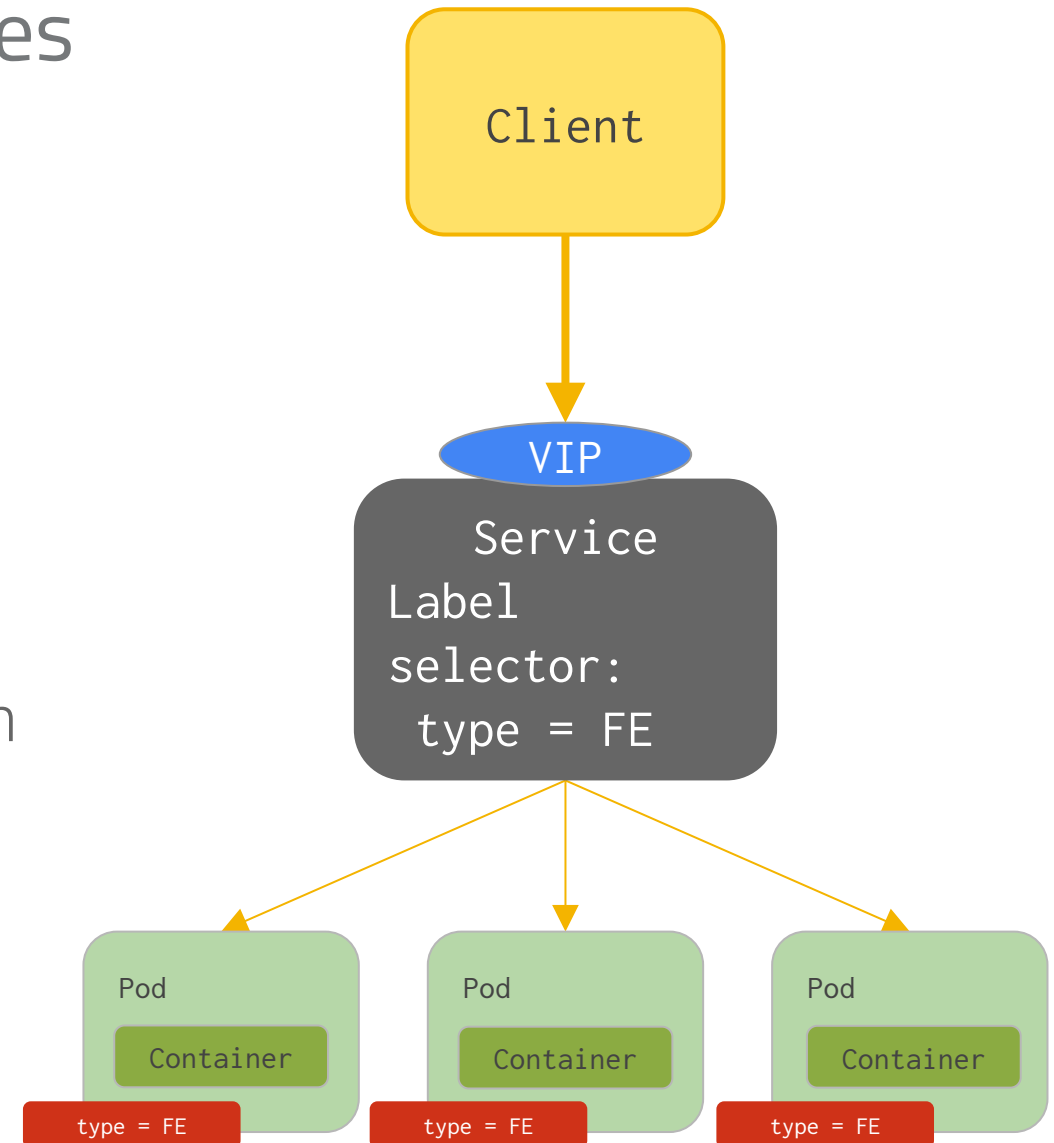 es
Client
VIP
Service
Label
selector:
type = FE
n
Pod
Pod
Pod
Container
Container
Container
type = FE
type = FE
type = FE